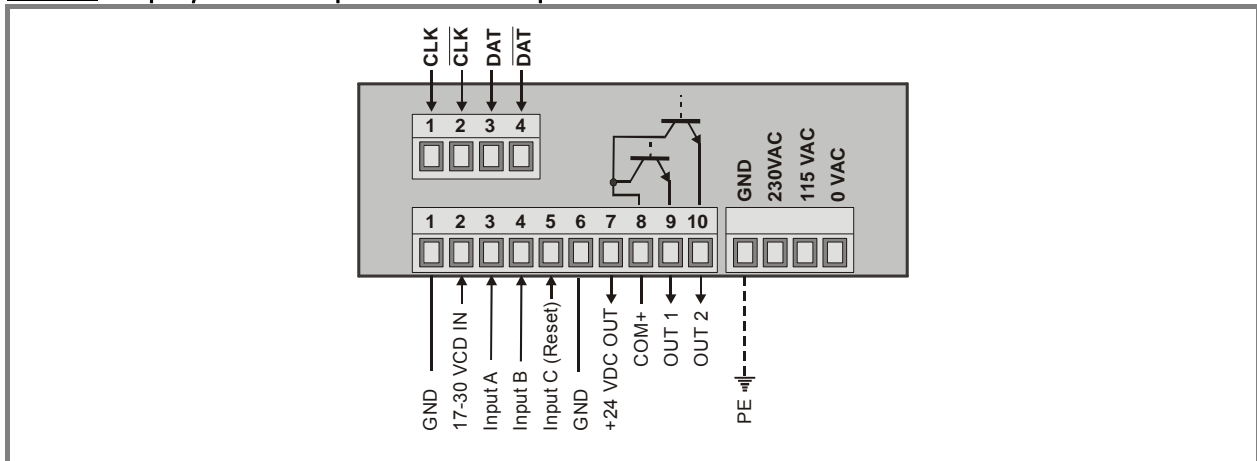 CLK
CLK
DAT
DAT
1 2 3 4
GND
230VAC
115 VAC
0 VAC
1 2 3 4 5 6 7 8 9 10
GND
17-30 VCD IN
Input A
Input B
Input C (Reset)
GND
+24 VDC OUT
COM+
OUT 1
OUT 2
PE